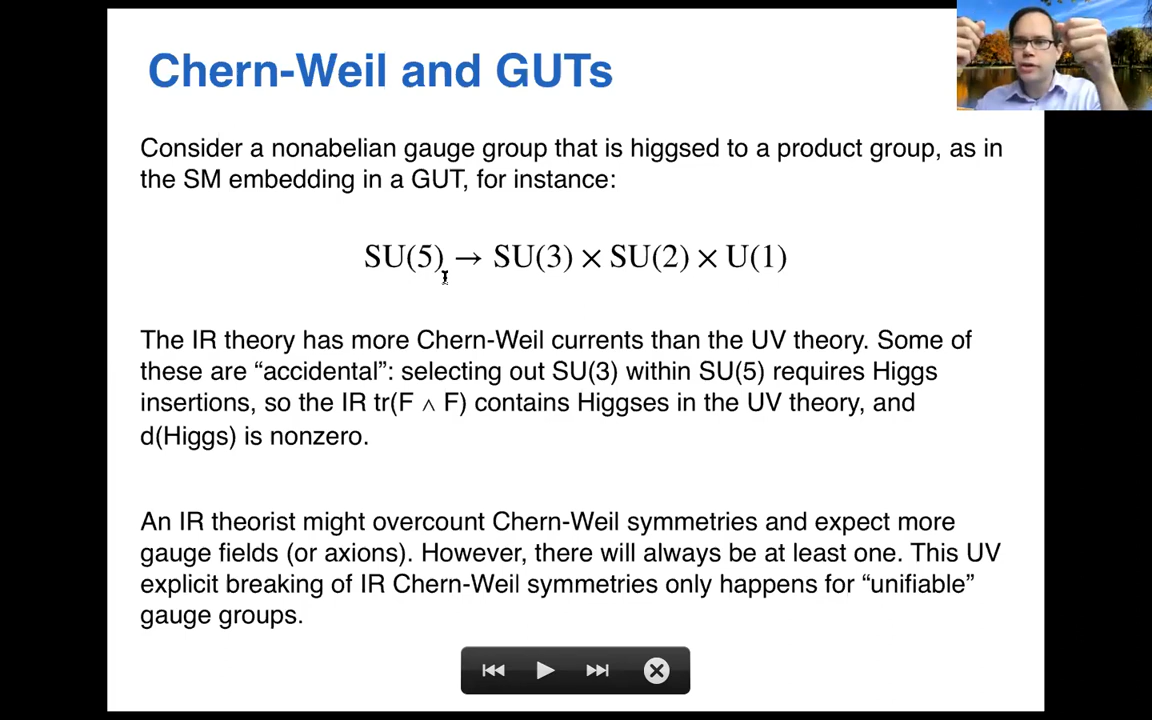 Chern-Weil and GUTs
Consider a nonabelian gauge group that is higgsed to a product group, as in
the SM embedding in a GUT, for instance:
SU(5) → SU(3) × SU(2) × U(1)
The IR theory has more Chern-Weil currents than the UV theory. Some of
these are “accidental”: selecting out SU(3) within SU(5) requires Higgs
insertions, so the IR tr(F ∧ F) contains Higgses in the UV theory, and
d(Higgs) is nonzero.
An IR theorist might overcount Chern-Weil symmetries and expect more
gauge fields (or axions). However, there will always be at least one. This UV
explicit breaking of IR Chern-Weil symmetries only happens for “unifiable”
gauge groups.